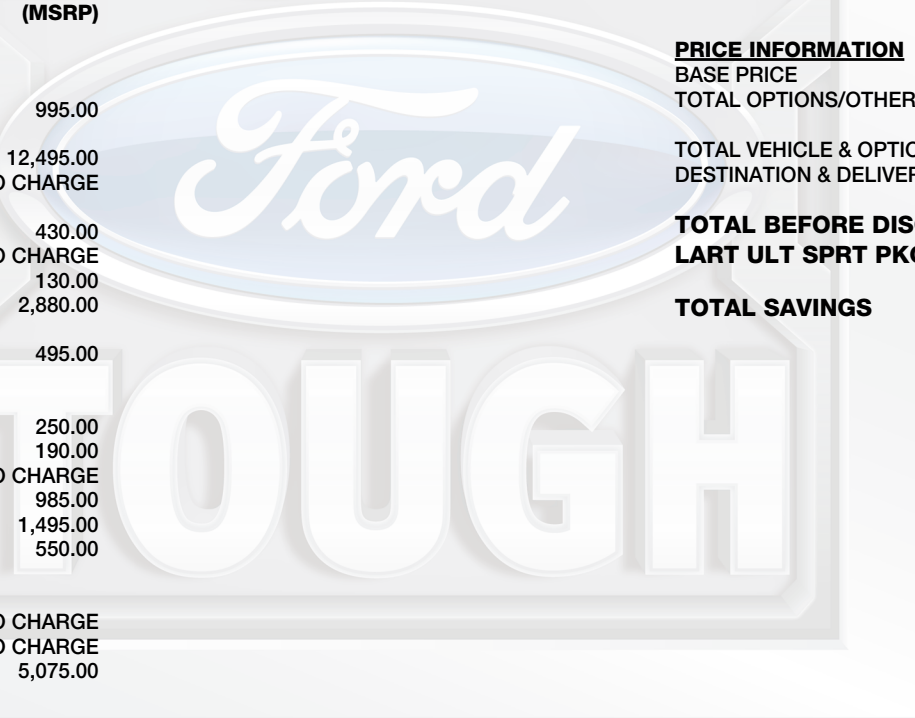 (MSRP)
995.00
12,495.00
CHARGE
430.00
CHARGE
130.00
2,880.00
495.00
250.00
190.00
CHARGE
985.00
1,495.00
550.00
CHARGE
CHARGE
5,075.00
PRICE INFORMATION
BASE PRICE
TOTAL OPTIONS/OTHER
TOTAL VEHICLE & OPTIO
DESTINATION & DELIVER
TOTAL BEFORE DIS
LART ULT SPRT PK
TOTAL SAVINGS
Ford
TOUGH